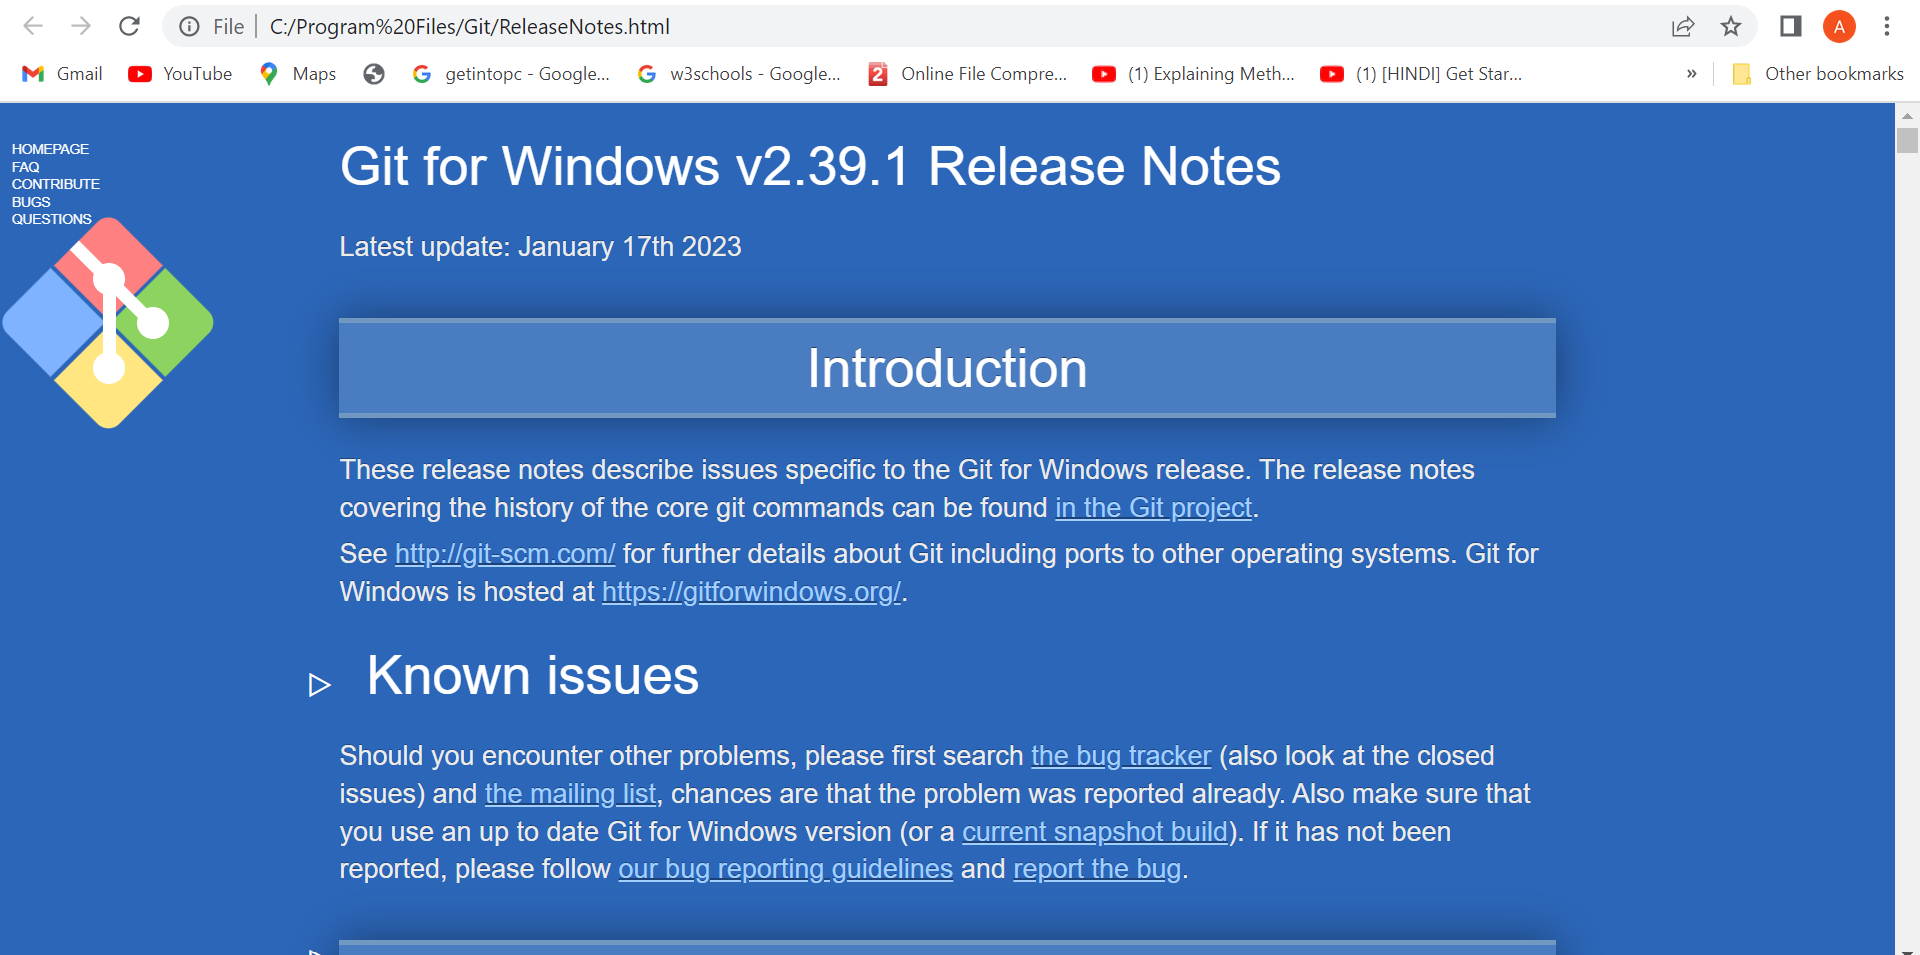 File | C:/Program%20Files/Git/ReleaseNotes.html
A
Gmail YouTube Maps getintopc - Google... w3schools - Google... Online File Compre... (1) Explaining Meth... (1) [HINDI] Get Star... » Other bookmarks
HOMEPAGE
FAQ
CONTRIBUTE
BUGS
QUESTIONS
Git for Windows v2.39.1 Release Notes
Latest update: January 17th 2023
Introduction
These release notes describe issues specific to the Git for Windows release. The release notes
covering the history of the core git commands can be found in the Git project.
See http://git-scm.com/ for further details about Git including ports to other operating systems. Git for
Windows is hosted at https://gitforwindows.org/.
Known issues
Should you encounter other problems, please first search the bug tracker (also look at the closed
issues) and the mailing list, chances are that the problem was reported already. Also make sure that
you use an up to date Git for Windows version (or a current snapshot build). If it has not been
reported, please follow our bug reporting guidelines and report the bug.